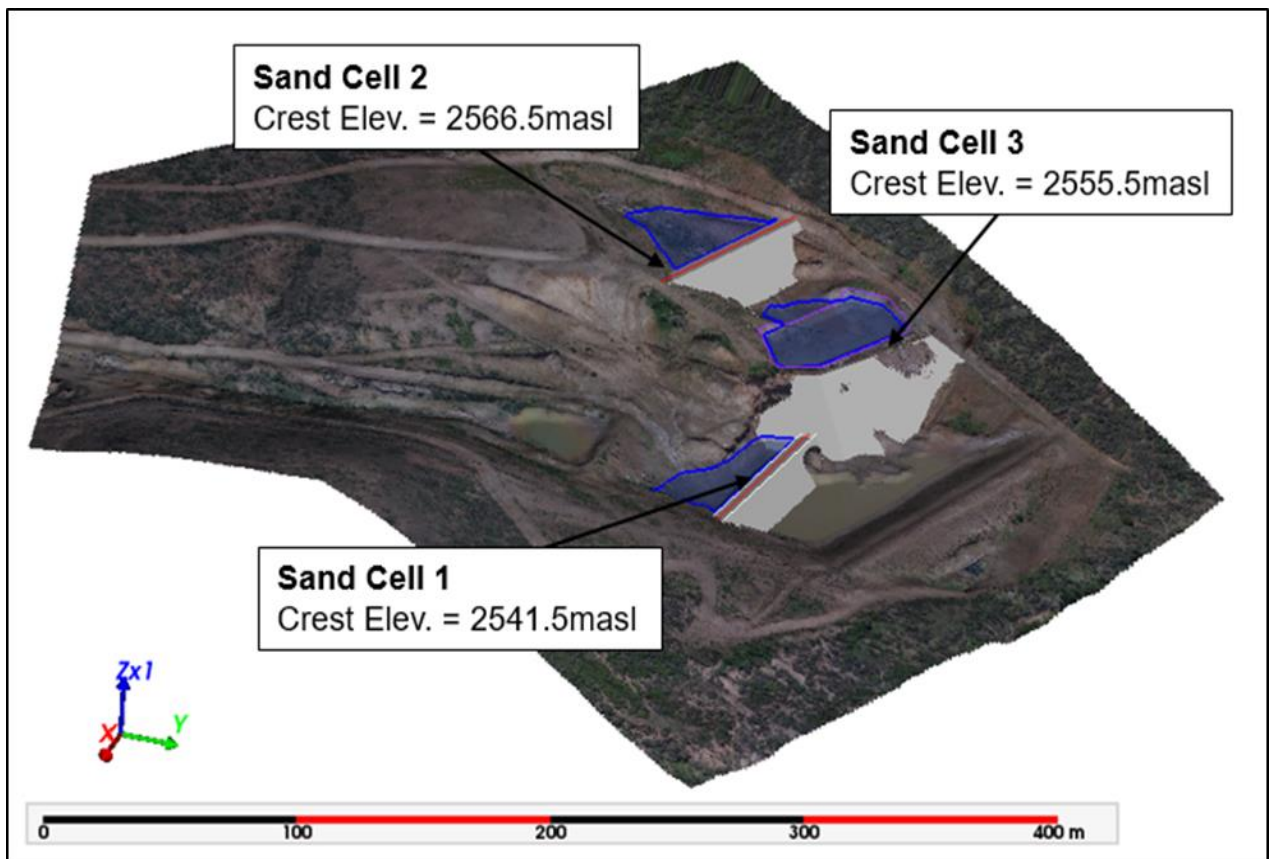 Sand Cell 2
Crest Elev. = 2566.5masl
Sand Cell 3
Crest Elev. = 2555.5masl
Sand Cell 1
Crest Elev. = 2541.5masl
Zx1
X
Y
0 100 200 300 400 m